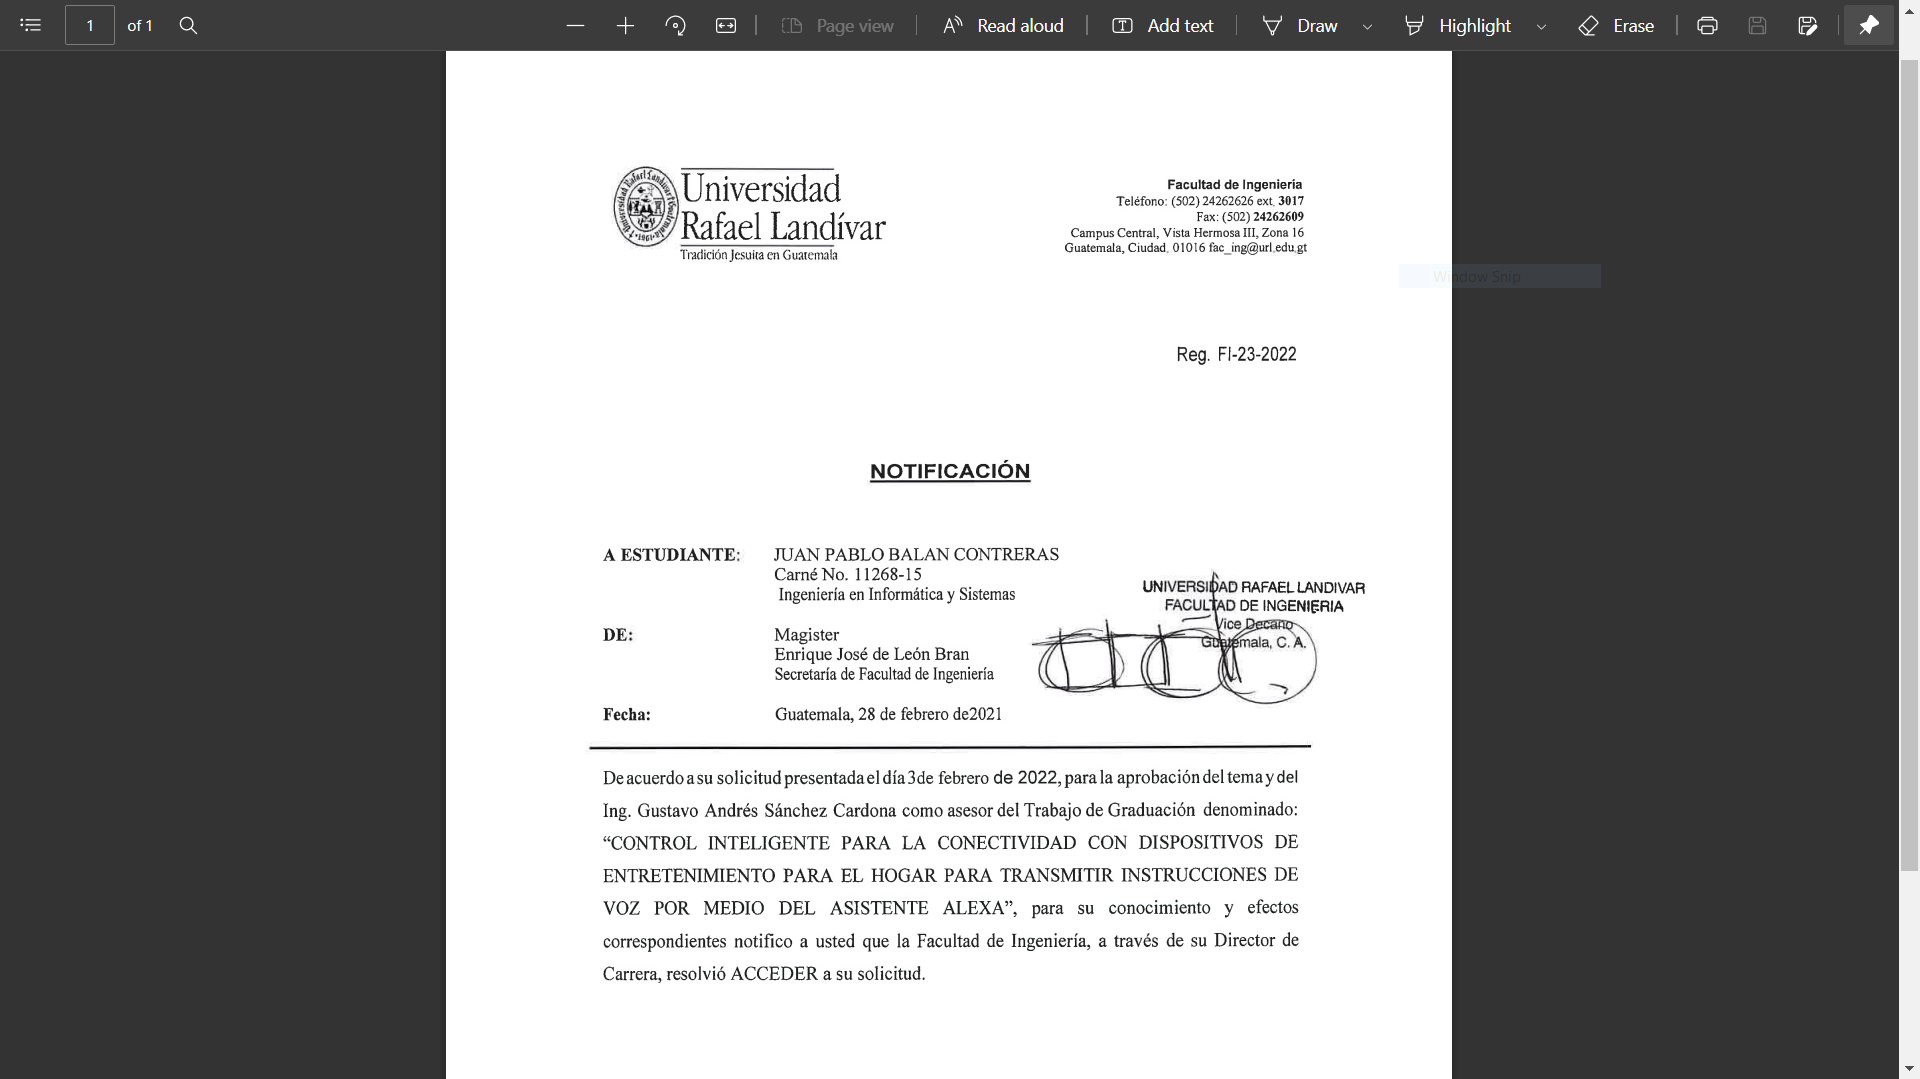 1 of 1 Page view Read aloud Add text Draw Highlight Erase
Universidad
Rafael Landívar
Tradición Jesuita en Guatemala
Facultad de Ingeniería
Teléfono: (502) 24262626 ext. 3017
Fax: (502) 24262609
Campus Central, Vista Hermosa III, Zona 16
Guatemala, Ciudad. 01016 fac_ing@url.edu.gt
Window Snip
Reg. FI-23-2022
NOTIFICACIÓN
A ESTUDIANTE: JUAN PABLO BALAN CONTRERAS
Carné No. 11268-15
Ingeniería en Informática y Sistemas
UNIVERSIDAD RAFAEL LANDIVAR
FACULTAD DE INGENIERIA
Vice Decano
Guatemala, C. A.
DE: Magister
Enrique José de León Bran
Secretaría de Facultad de Ingeniería
Fecha: Guatemala, 28 de febrero de2021
De acuerdo a su solicitud presentada el día 3de febrero de 2022, para la aprobación del tema y del
Ing. Gustavo Andrés Sánchez Cardona como asesor del Trabajo de Graduación denominado:
“CONTROL INTELIGENTE PARA LA CONECTIVIDAD CON DISPOSITIVOS DE
ENTRETENIMIENTO PARA EL HOGAR PARA TRANSMITIR INSTRUCCIONES DE
VOZ POR MEDIO DEL ASISTENTE ALEXA”, para su conocimiento y efectos
correspondientes notifico a usted que la Facultad de Ingeniería, a través de su Director de
Carrera, resolvió ACCEDER a su solicitud.